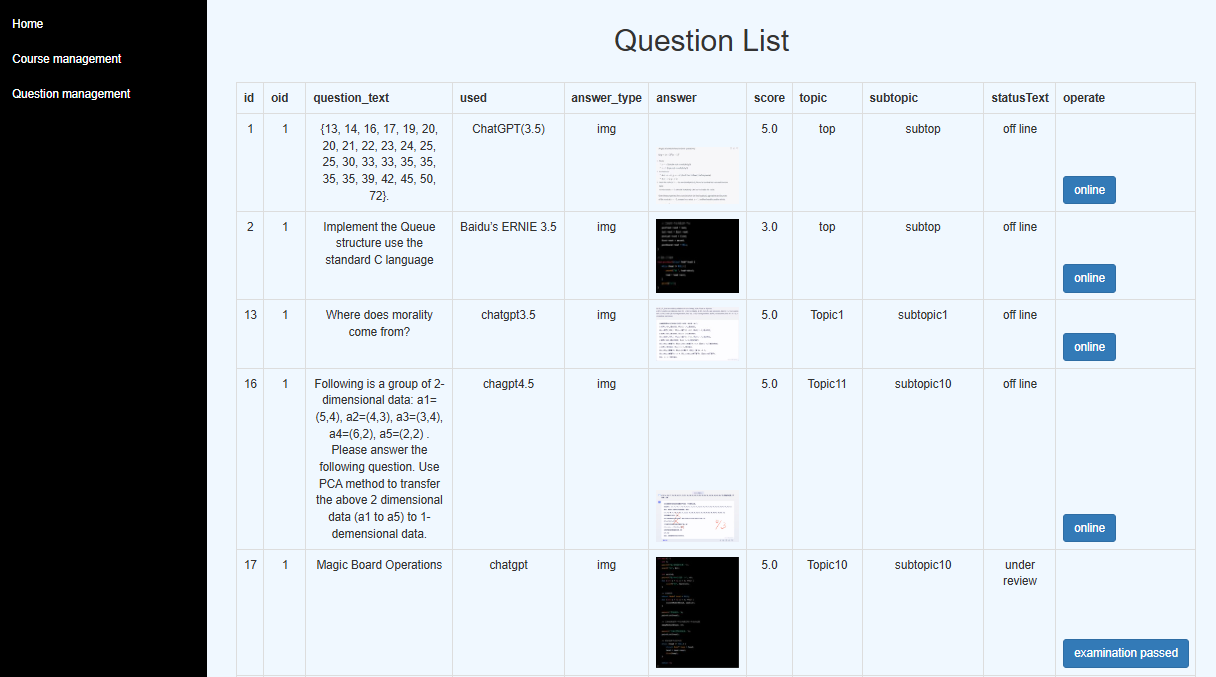 Home
Course management
Question management
Question List
id oid question_text used answer_type answer score topic subtopic statusText operate
1 1 {13, 14, 16, 17, 19, 20, ChatGPT(3.5) img 5.0 top subtop off line
20, 21, 22, 23, 24, 25,
25, 30, 33, 33, 35, 35,
35, 35, 39, 42, 45, 50,
72}.
online
2 1 Implement the Queue Baidu's ERNIE 3.5 img 3.0 top subtop off line
structure use the
standard C language
online
13 1 Where does morality chatgpt3.5 img 5.0 Topic1 subtopic1 off line
come from?
online
16 1 Following is a group of 2- chagpt4.5 img 5.0 Topic11 subtopic10 off line
dimensional data: a1=
(5,4), a2=(4,3), a3=(3,4),
a4=(6,2), a5=(2,2) .
Please answer the
following question. Use
PCA method to transfer
the above 2 dimensional
data (a1 to a5) to 1-
demensional data.
online
17 1 Magic Board Operations chatgpt img 5.0 Topic10 subtopic10 under
review
examination passed